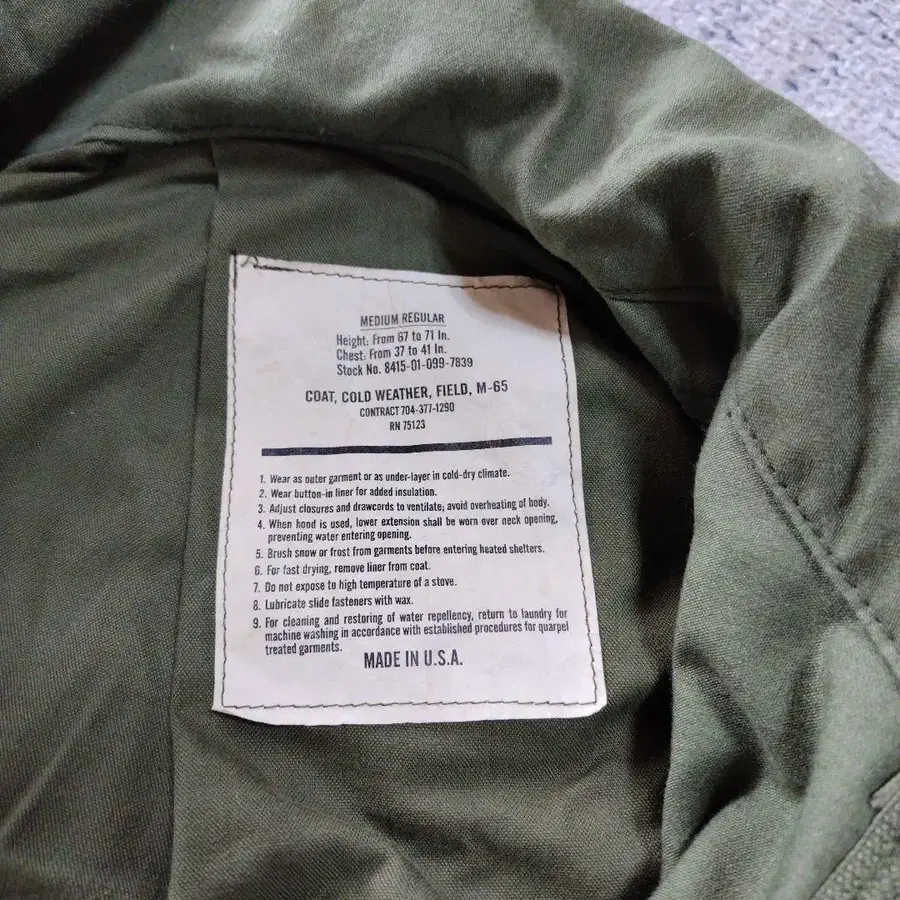 MEDIUM REGULAR
Height: From 67 to 71 In.
Chest: From 37 to 41 In.
Stock No. 8415-01-099-7839
COAT, COLD WEATHER, FIELD, M-65
CONTRACT 704-377-1290
RN 75123
1. Wear as outer garment or as under-layer in cold-dry climate.
2. Wear button-in liner for added insulation.
3. Adjust closures and drawcords to ventilate; avoid overheating of body.
4. When hood is used, lower extension shall be worn over neck opening,
preventing water entering opening.
5. Brush snow or frost from garments before entering heated shelters.
6. For fast drying, remove liner from coat.
7. Do not expose to high temperature of a stove.
8. Lubricate slide fasteners with wax.
9. For cleaning and restoring of water repellency, return to laundry for
machine washing in accordance with established procedures for quarpel
treated garments.
MADE IN U.S.A.